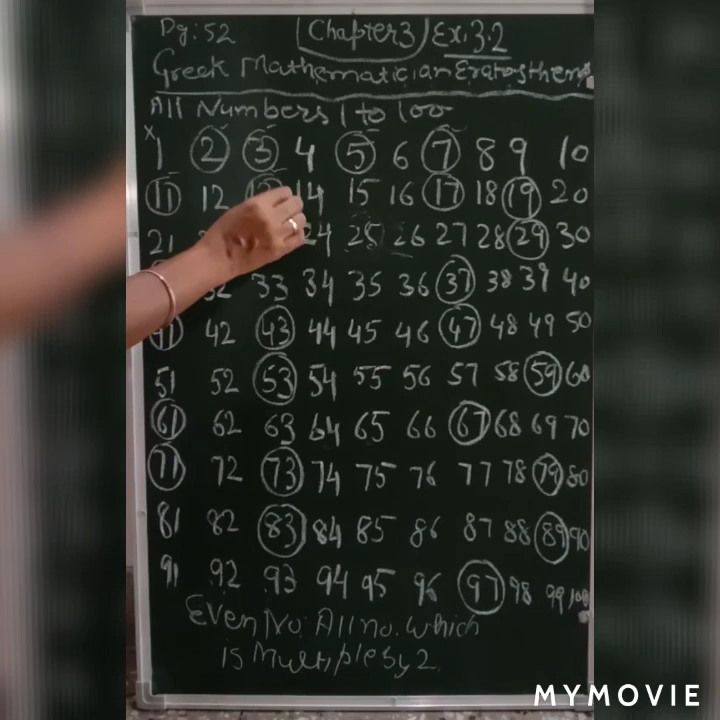 Pg: 52 Chapter 3 Ex. 3.2
Greek Mathematician Eratosthens
All Numbers 1 to 100
x
1 2 3 4 5 6 7 8 9 10
11 12 14 15 16 17 18 19 20
21 24 25 26 27 28 29 30
32 33 34 35 36 37 38 39 40
41 42 43 44 45 46 47 48 49 50
51 52 53 54 55 56 57 58 59 60
61 62 63 64 65 66 67 68 69 70
71 72 73 74 75 76 77 78 79 80
81 82 83 84 85 86 87 88 89 90
91 92 93 94 95 96 97 98 99 100
Even No: All no. which
is Multiple by 2
MYMOVIE